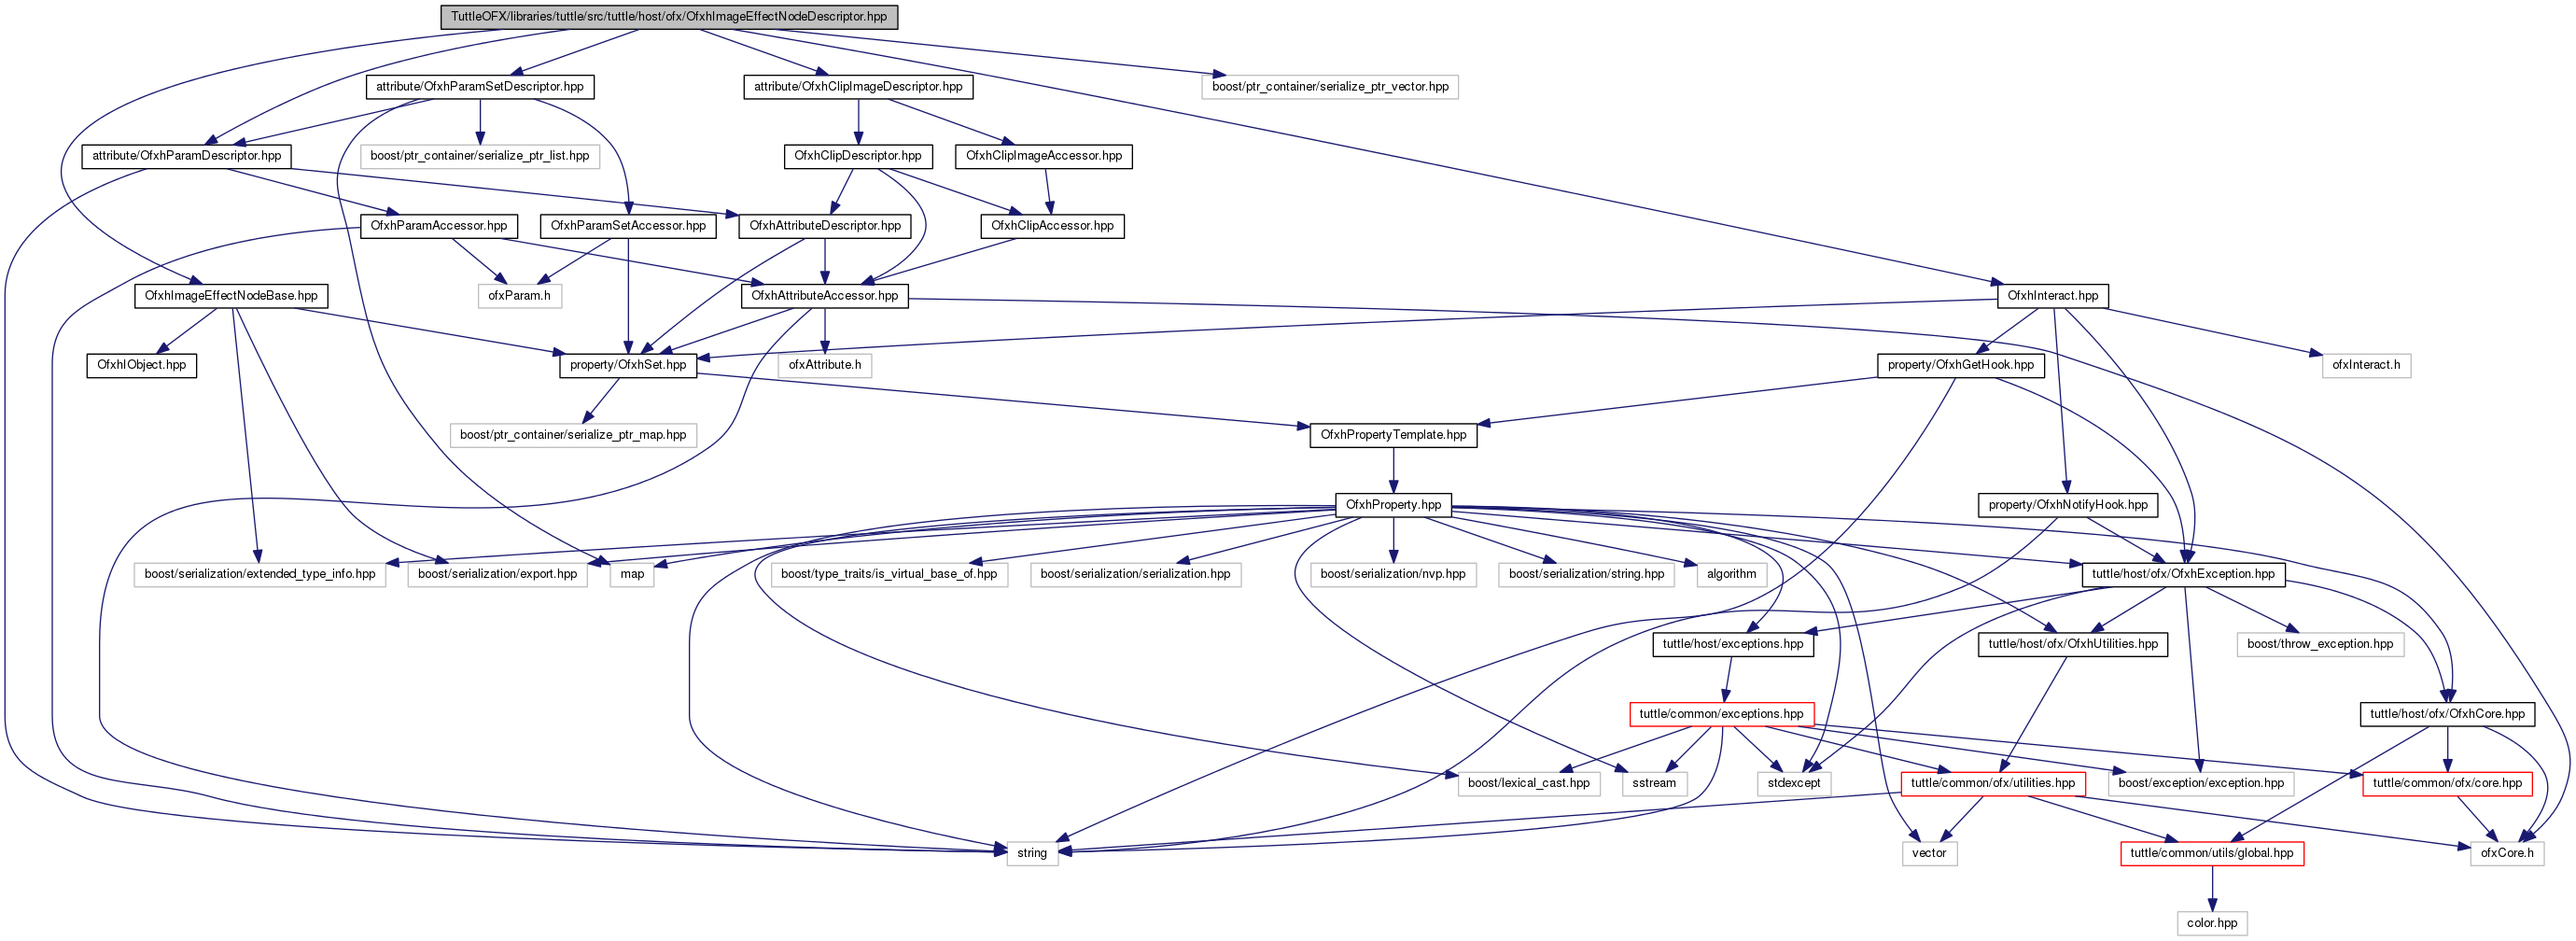 TuttleOFX/libraries/tuttle/src/tuttle/host/ofx/OfxhImageEffectNodeDescriptor.hpp
attribute/OfxhParamSetDescriptor.hpp
attribute/OfxhClipImageDescriptor.hpp
boost/ptr_container/serialize_ptr_vector.hpp
attribute/OfxhParamDescriptor.hpp
boost/ptr_container/serialize_ptr_list.hpp
OfxhClipDescriptor.hpp
OfxhClipImageAccessor.hpp
OfxhParamAccessor.hpp
OfxhParamSetAccessor.hpp
OfxhAttributeDescriptor.hpp
OfxhClipAccessor.hpp
OfxhImageEffectNodeBase.hpp
ofxParam.h
OfxhAttributeAccessor.hpp
OfxhInteract.hpp
OfxhIObject.hpp
property/OfxhSet.hpp
ofxAttribute.h
property/OfxhGetHook.hpp
ofxInteract.h
boost/ptr_container/serialize_ptr_map.hpp
OfxhPropertyTemplate.hpp
OfxhProperty.hpp
property/OfxhNotifyHook.hpp
boost/serialization/extended_type_info.hpp
boost/serialization/export.hpp
map
boost/type_traits/is_virtual_base_of.hpp
boost/serialization/serialization.hpp
boost/serialization/nvp.hpp
boost/serialization/string.hpp
algorithm
tuttle/host/ofx/OfxhException.hpp
tuttle/host/exceptions.hpp
tuttle/host/ofx/OfxhUtilities.hpp
boost/throw_exception.hpp
tuttle/common/exceptions.hpp
tuttle/host/ofx/OfxhCore.hpp
boost/lexical_cast.hpp
sstream
stdexcept
tuttle/common/ofx/utilities.hpp
boost/exception/exception.hpp
tuttle/common/ofx/core.hpp
string
vector
tuttle/common/utils/global.hpp
ofxCore.h
color.hpp